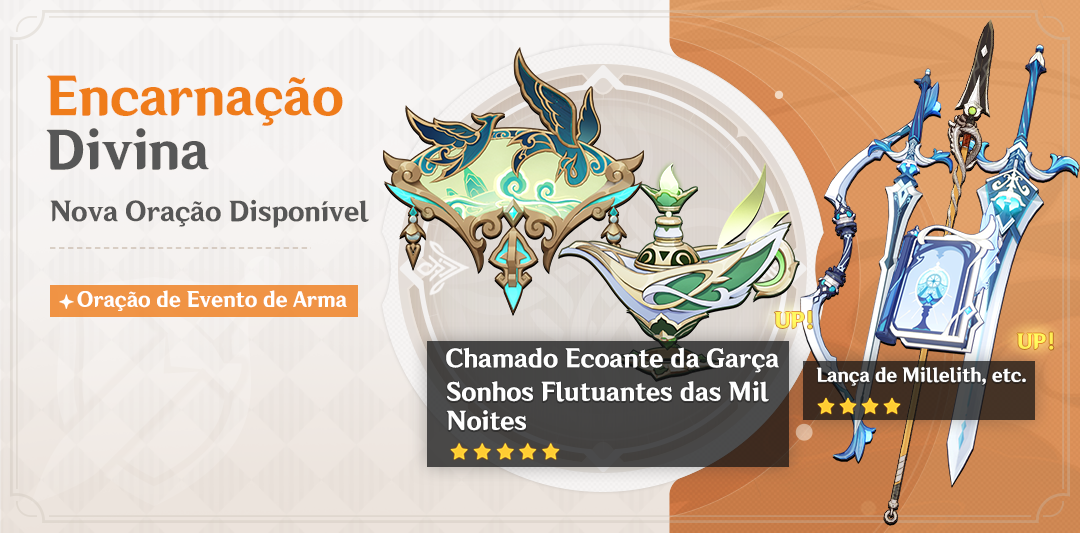 Encarnação
Divina
Nova Oração Disponível
Oração de Evento de Arma
UP!
Chamado Ecoante da Garça
Sonhos Flutuantes das Mil
Noites
UP!
Lança de Millelith, etc.